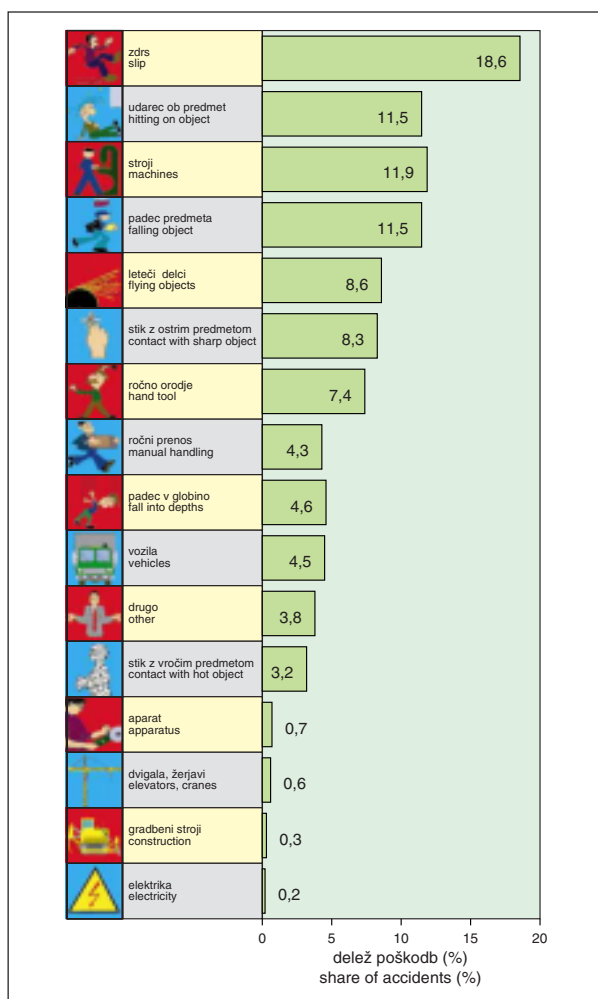 zdrs
slip
18,6
udarec ob predmet
hitting on object
11,5
stroji
machines
11,9
padec predmeta
falling object
11,5
leteči delci
flying objects
8,6
stik z ostrim predmetom
contact with sharp object
8,3
ročno orodje
hand tool
7,4
ročni prenos
manual handling
4,3
padec v globino
fall into depths
4,6
vozila
vehicles
4,5
drugo
other
3,8
stik z vročim predmetom
contact with hot object
3,2
aparat
apparatus
0,7
dvigala, žerjavi
elevators, cranes
0,6
gradbeni stroji
construction
0,3
elektrika
electricity
0,2
0 5 10 15 20
delež poškodb (%)
share of accidents (%)